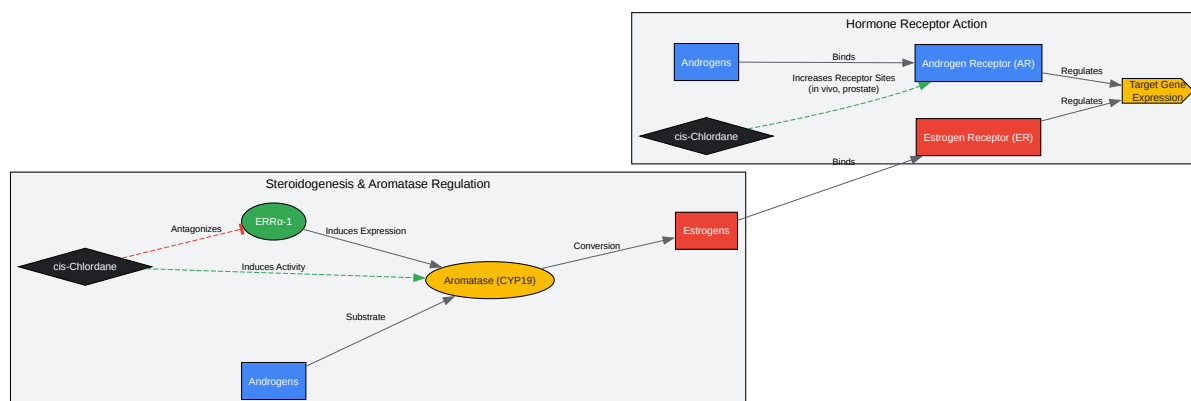 Hormone Receptor Action
Androgens
Binds
Androgen Receptor (AR)
Increases Receptor Sites
(in vivo, prostate)
Regulates
Target Gene
Expression
Regulates
cis-Chlordane
Estrogen Receptor (ER)
Binds
Steroidogenesis & Aromatase Regulation
ERRα-1
Antagonizes
Induces Expression
Estrogens
Conversion
cis-Chlordane
Induces Activity
Aromatase (CYP19)
Substrate
Androgens